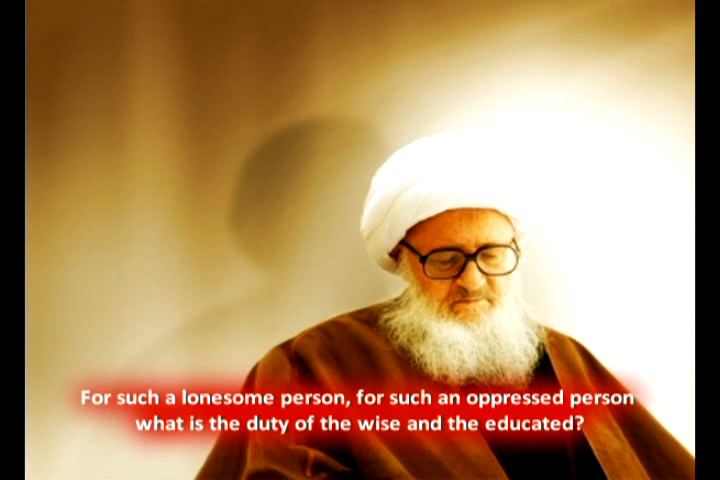 For such a lonesome person, for such an oppressed person
what is the duty of the wise and the educated?